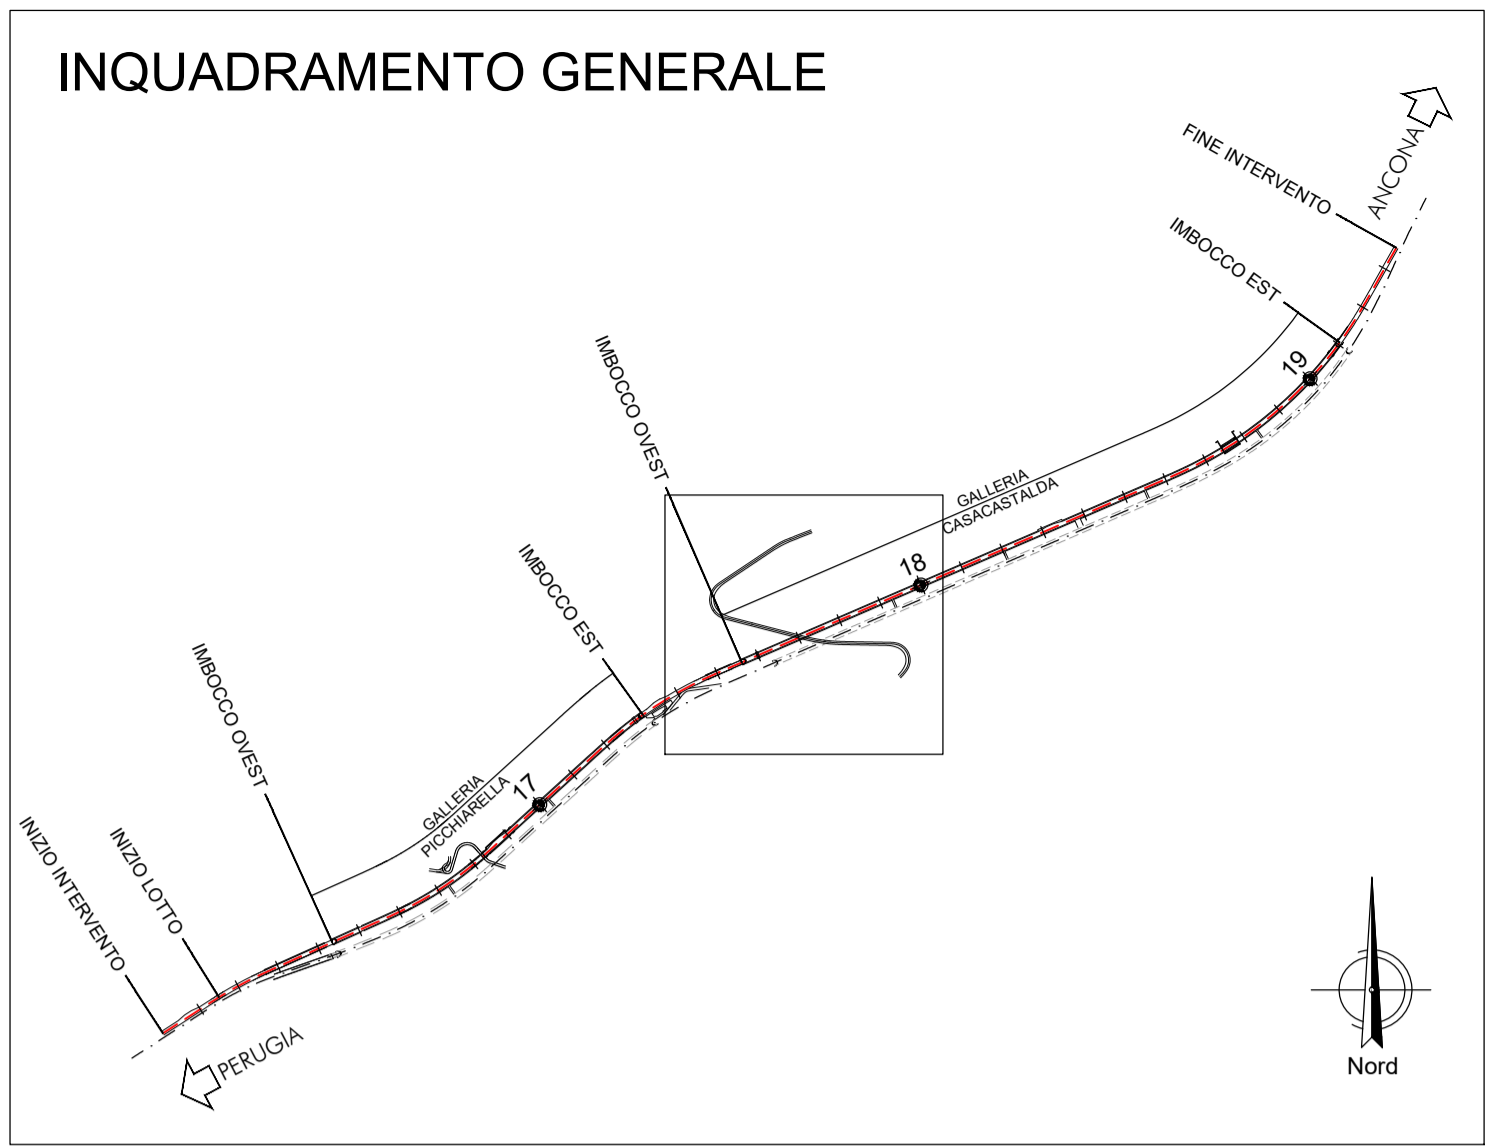 INQUADRAMENTO GENERALE
ANCONA
FINE INTERVENTO
IMBOCCO EST
19
IMBOCCO OVEST
GALLERIA
CASACASTALDA
18
IMBOCCO EST
IMBOCCO OVEST
17
GALLERIA
PICCHIARELLA
INIZIO LOTTO
INIZIO INTERVENTO
PERUGIA
Nord